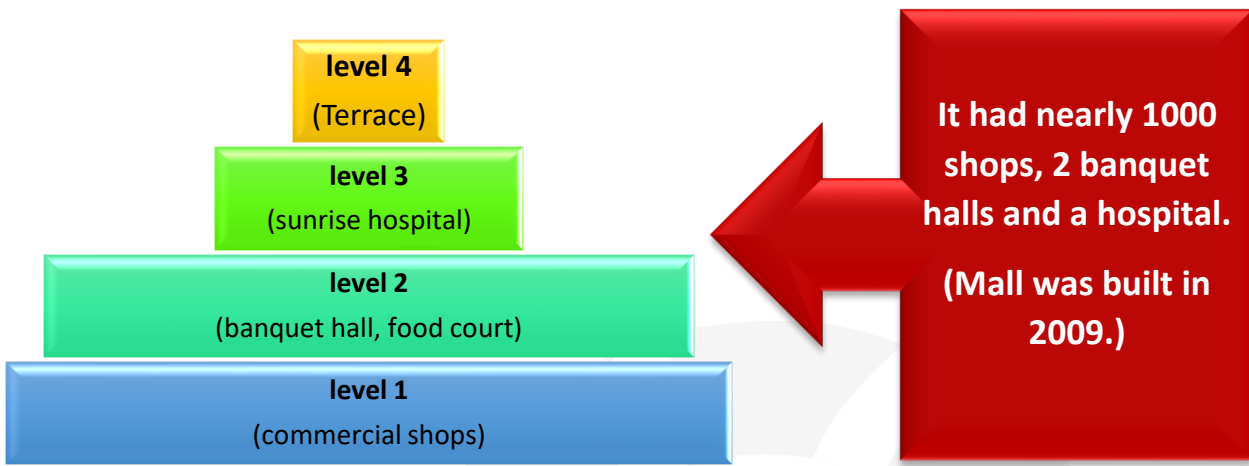 level 4
(Terrace)
level 3
(sunrise hospital)
level 2
(banquet hall, food court)
level 1
(commercial shops)
It had nearly 1000
shops, 2 banquet
halls and a hospital.
(Mall was built in
2009.)